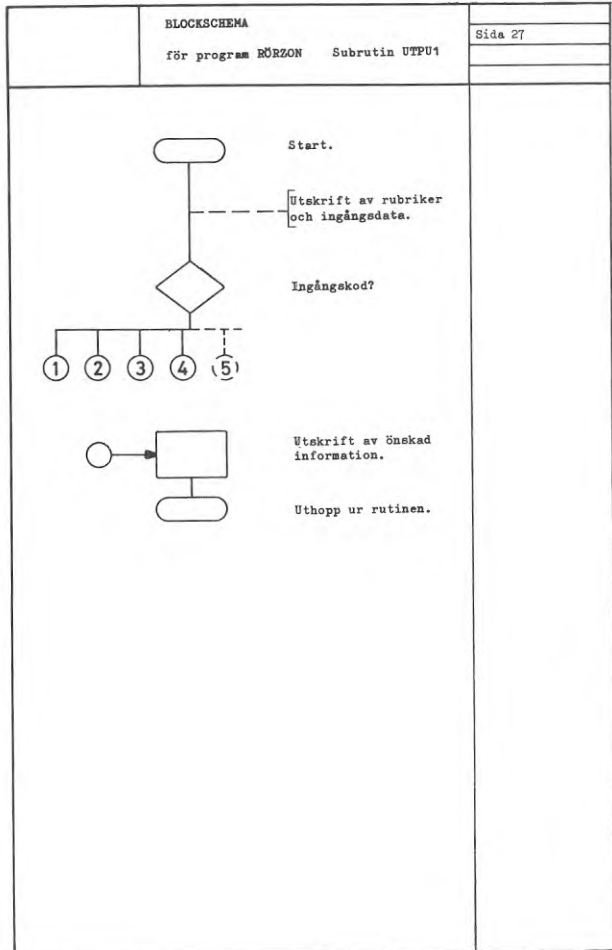 BLOCKSCHEMA
för program RÖRZON Subrutin UTPU1
Sida 27
Start.
Utskrift av rubriker
och ingångsdata.
Ingångskod?
1 2 3 4 (5)
Utskrift av önskad
information.
Uthopp ur rutinen.